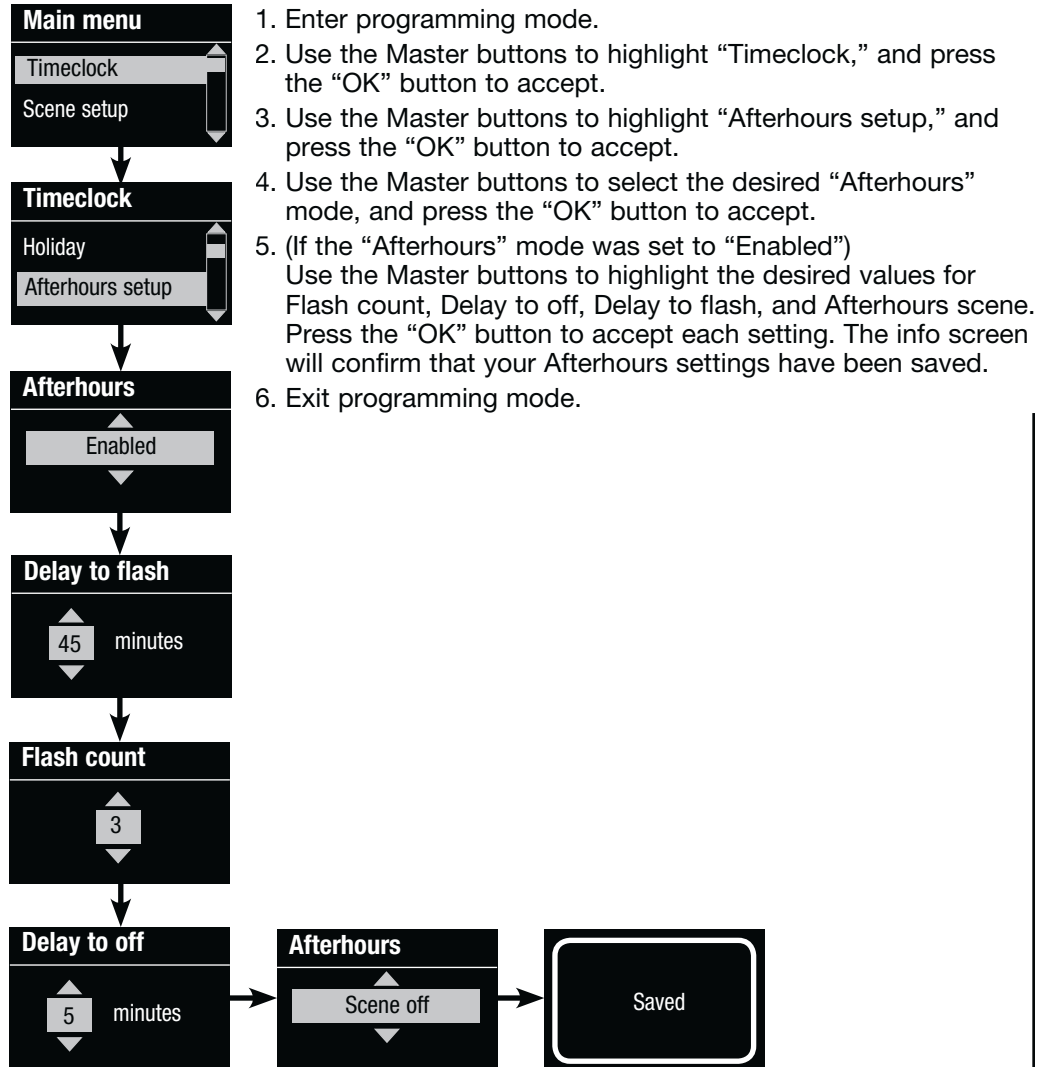 Main menu
Timeclock
Scene setup
Timeclock
Holiday
Afterhours setup
Afterhours
Enabled
Delay to flash
45 minutes
Flash count
3
Delay to off
5 minutes
Afterhours
Scene off
Saved
1. Enter programming mode.
2. Use the Master buttons to highlight “Timeclock,” and press
the “OK” button to accept.
3. Use the Master buttons to highlight “Afterhours setup,” and
press the “OK” button to accept.
4. Use the Master buttons to select the desired “Afterhours”
mode, and press the “OK” button to accept.
5. (If the “Afterhours” mode was set to “Enabled”)
Use the Master buttons to highlight the desired values for
Flash count, Delay to off, Delay to flash, and Afterhours scene.
Press the “OK” button to accept each setting. The info screen
will confirm that your Afterhours settings have been saved.
6. Exit programming mode.